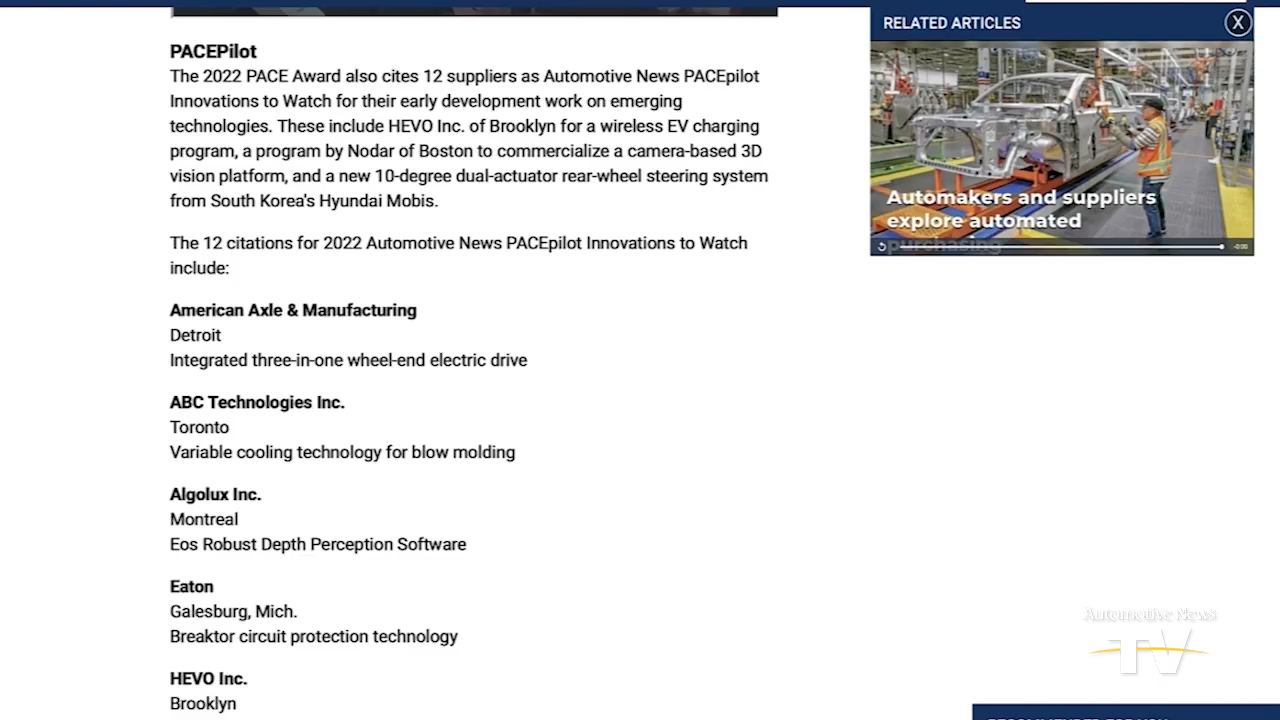 PACEPilot
The 2022 PACE Award also cites 12 suppliers as Automotive News PACEpilot
Innovations to Watch for their early development work on emerging
technologies. These include HEVO Inc. of Brooklyn for a wireless EV charging
program, a program by Nodar of Boston to commercialize a camera-based 3D
vision platform, and a new 10-degree dual-actuator rear-wheel steering system
from South Korea's Hyundai Mobis.
The 12 citations for 2022 Automotive News PACEpilot Innovations to Watch
include:
American Axle & Manufacturing
Detroit
Integrated three-in-one wheel-end electric drive
ABC Technologies Inc.
Toronto
Variable cooling technology for blow molding
Algolux Inc.
Montreal
Eos Robust Depth Perception Software
Eaton
Galesburg, Mich.
Breaktor circuit protection technology
HEVO Inc.
Brooklyn
RELATED ARTICLES
X
Automakers and suppliers
explore automated
purchasing
-0:00
Automotive News
TV
RECOMMENDED FOR YOU